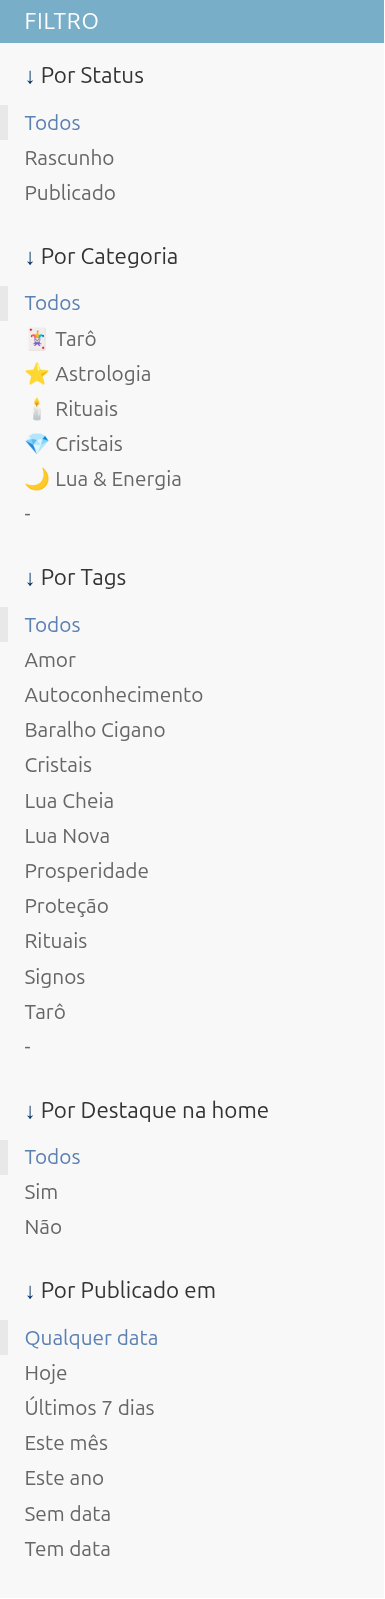 FILTRO
↓ Por Status
Todos
Rascunho
Publicado
↓ Por Categoria
Todos
🃏 Tarô
⭐ Astrologia
🕯️ Rituais
💎 Cristais
🌙 Lua & Energia
-
↓ Por Tags
Todos
Amor
Autoconhecimento
Baralho Cigano
Cristais
Lua Cheia
Lua Nova
Prosperidade
Proteção
Rituais
Signos
Tarô
-
↓ Por Destaque na home
Todos
Sim
Não
↓ Por Publicado em
Qualquer data
Hoje
Últimos 7 dias
Este mês
Este ano
Sem data
Tem data